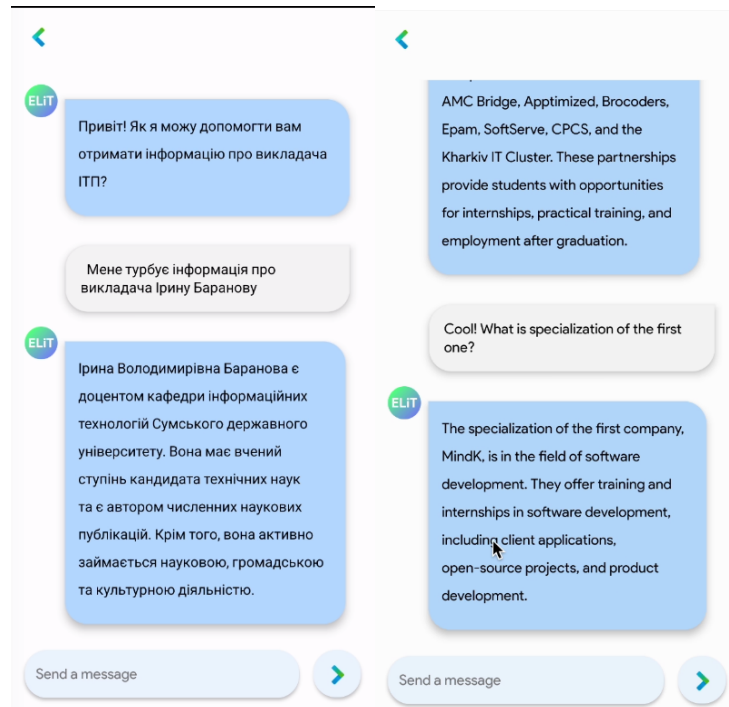 ELiT
Привіт! Як я можу допомогти вам
отримати інформацію про викладача
ІТП?
Мене турбує інформація про
викладача Ірину Баранову
ELiT
Ірина Володимирівна Баранова є
доцентом кафедри інформаційних
технологій Сумського державного
університету. Вона має вчений
ступінь кандидата технічних наук
та є автором численних наукових
публікацій. Крім того, вона активно
займається науковою, громадською
та культурною діяльністю.
Send a message
AMC Bridge, Apptimized, Brocoders,
Epam, SoftServe, CPCS, and the
Kharkiv IT Cluster. These partnerships
provide students with opportunities
for internships, practical training, and
employment after graduation.
Cool! What is specialization of the first
one?
ELiT
The specialization of the first company,
MindK, is in the field of software
development. They offer training and
internships in software development,
including client applications,
open-source projects, and product
development.
Send a message